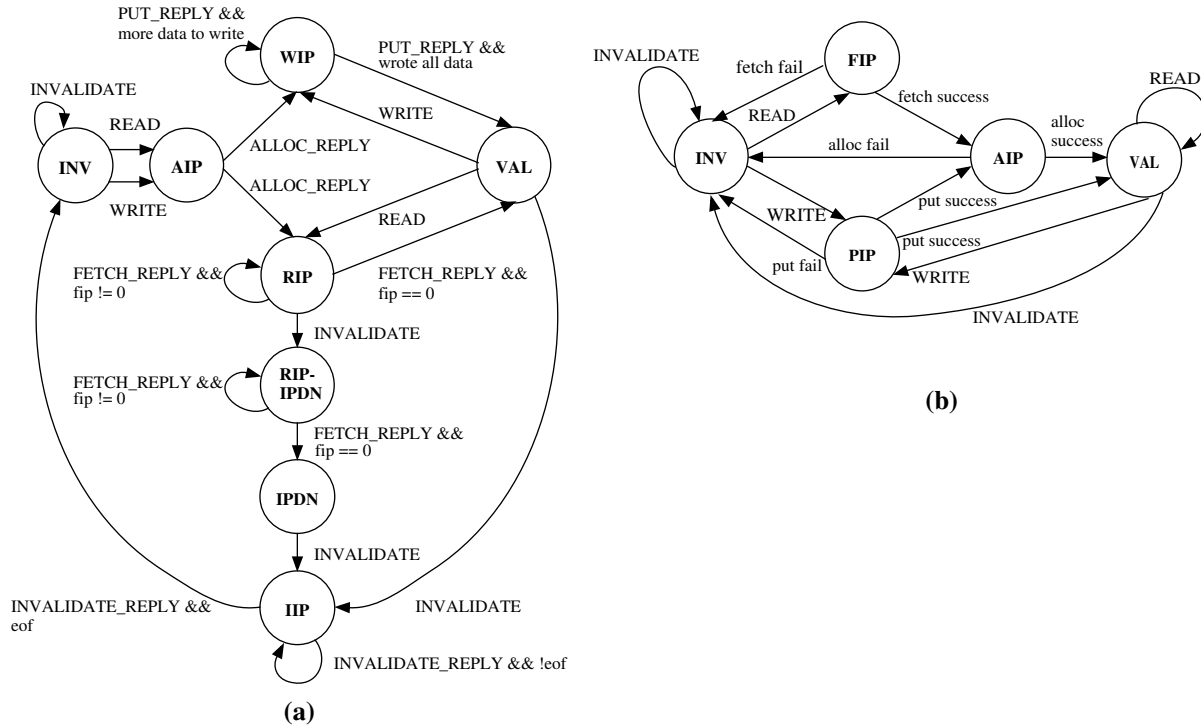 PUT_REPLY &&
more data to write
WIP
PUT_REPLY &&
wrote all data
INVALIDATE
READ
WRITE
INV
AIP
ALLOC_REPLY
VAL
WRITE
ALLOC_REPLY
READ
FETCH_REPLY &&
fip != 0
RIP
FETCH_REPLY &&
fip == 0
INVALIDATE
FETCH_REPLY &&
fip != 0
RIP-
IPDN
FETCH_REPLY &&
fip == 0
IPDN
INVALIDATE
INVALIDATE_REPLY &&
eof
IIP
INVALIDATE
INVALIDATE_REPLY && !eof
(a)
INVALIDATE
FIP
fetch fail
READ
READ
fetch success
alloc
success
INV
alloc fail
AIP
VAL
WRITE
put success
PIP
put success
put fail
WRITE
INVALIDATE
(b)